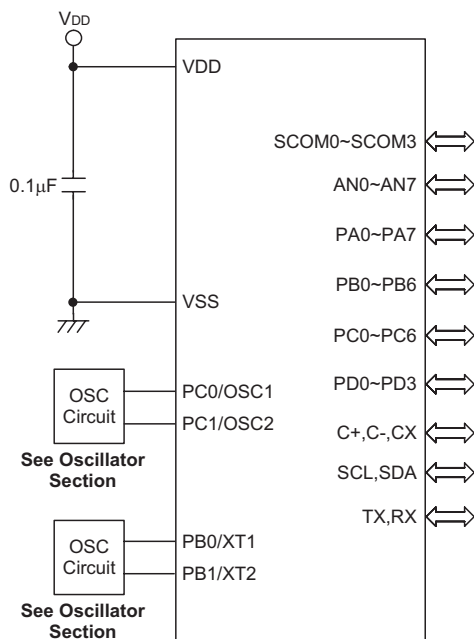 VDD
VDD
0.1μF
VSS
SCOM0~SCOM3
AN0~AN7
PA0~PA7
PB0~PB6
PC0~PC6
PD0~PD3
C+,C-,CX
SCL,SDA
TX,RX
OSC
Circuit
PC0/OSC1
PC1/OSC2
See Oscillator
Section
OSC
Circuit
PB0/XT1
PB1/XT2
See Oscillator
Section